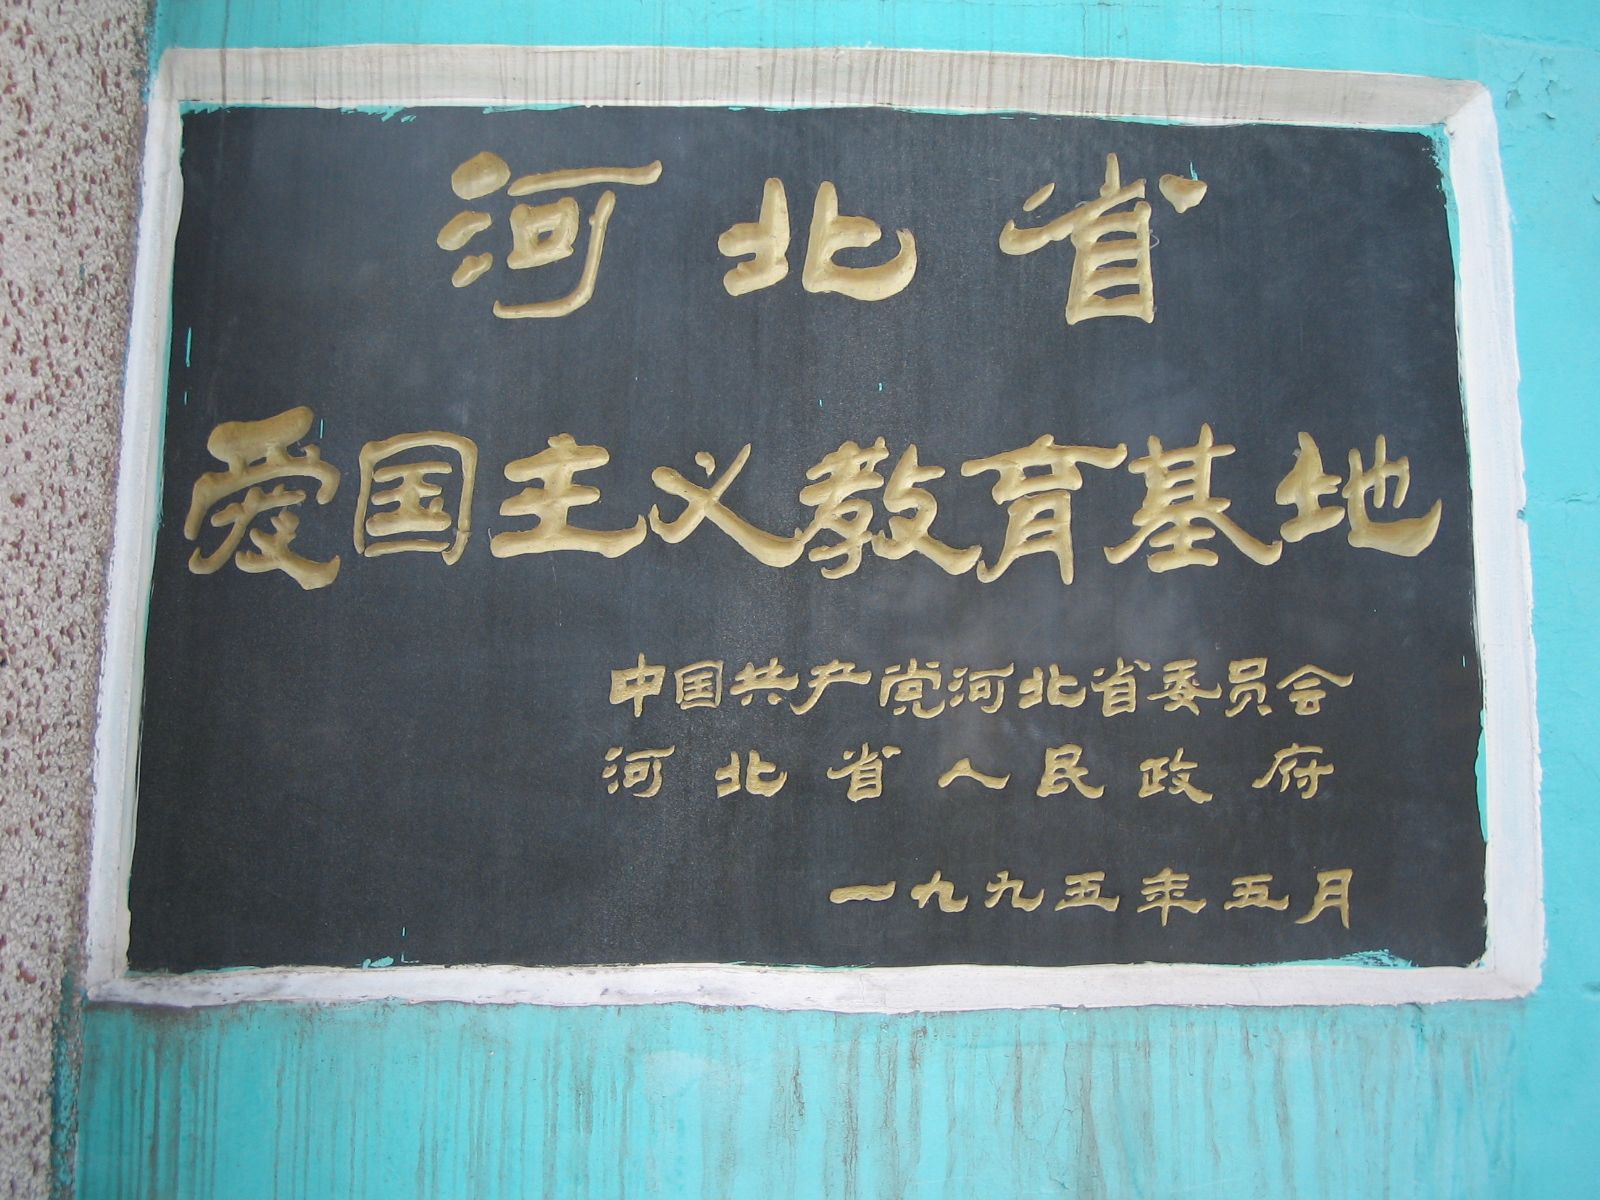 河北省
爱国主义教育基地
中国共产党河北省委员会
河北省人民政府
一九九五年五月